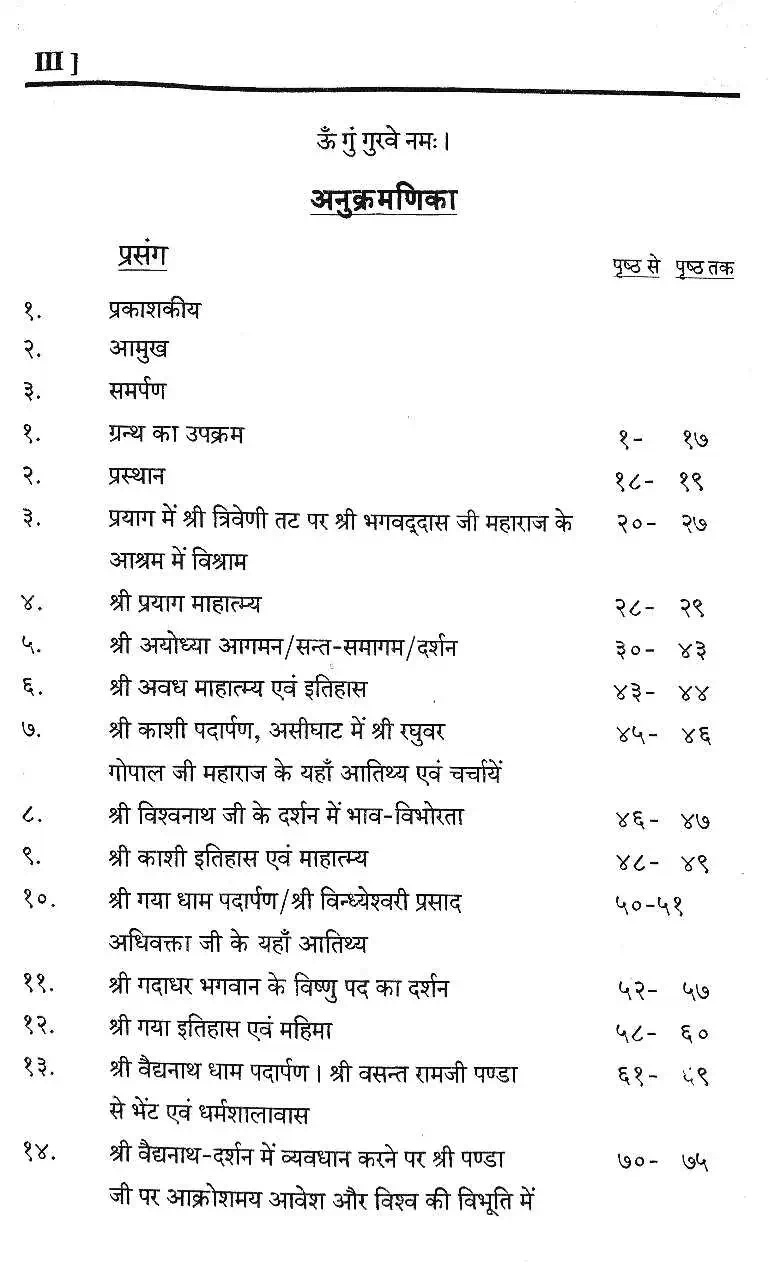 III ]
ॐ गुं गुरवे नमः ।
अनुक्रमणिका
प्रसंग पृष्ठ से पृष्ठ तक
१. प्रकाशकीय
२. आमुख
३. समर्पण
१. ग्रन्थ का उपक्रम १- १७
२. प्रस्थान १८- १९
३. प्रयाग में श्री त्रिवेणी तट पर श्री भगवद्दास जी महाराज के २०- २७
आश्रम में विश्राम
४. श्री प्रयाग माहात्म्य २८- २९
५. श्री अयोध्या आगमन/सन्त-समागम/दर्शन ३०- ४३
६. श्री अवध माहात्म्य एवं इतिहास ४३- ४४
७. श्री काशी पदार्पण, असीघाट में श्री रघुवर ४५- ४६
गोपाल जी महाराज के यहाँ आतिथ्य एवं चर्चायें
८. श्री विश्वनाथ जी के दर्शन में भाव-विभोरता ४६- ४७
९. श्री काशी इतिहास एवं माहात्म्य ४८- ४९
१०. श्री गया धाम पदार्पण/श्री विन्ध्येश्वरी प्रसाद ५०-५१
अधिवक्ता जी के यहाँ आतिथ्य
११. श्री गदाधर भगवान के विष्णु पद का दर्शन ५२- ५७
१२. श्री गया इतिहास एवं महिमा ५८- ६०
१३. श्री वैद्यनाथ धाम पदार्पण । श्री वसन्त रामजी पण्डा ६१- ६९
से भेंट एवं धर्मशालावास
१४. श्री वैद्यनाथ-दर्शन में व्यवधान करने पर श्री पण्डा ७०- ७५
जी पर आक्रोशमय आवेश और विश्व की विभूति में